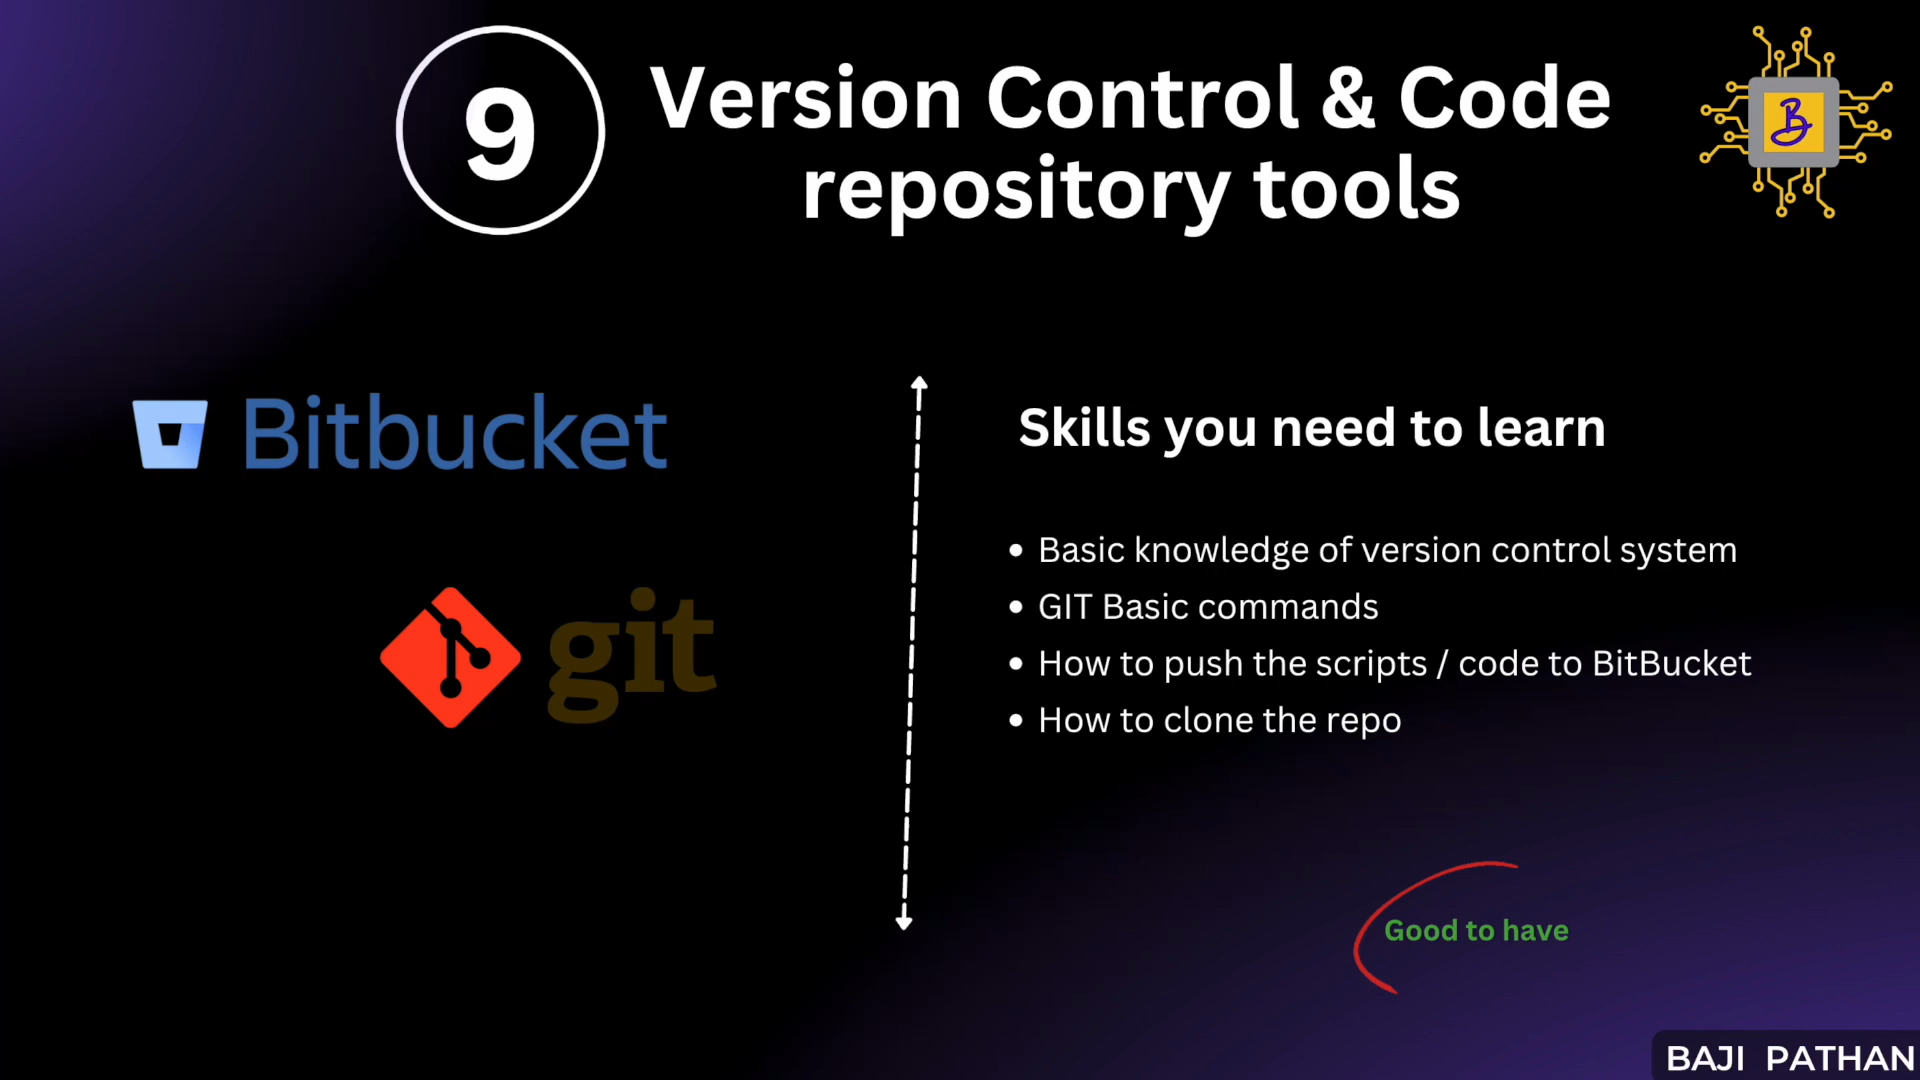 9
Version Control & Code
repository tools
B
Bitbucket
git
Skills you need to learn
• Basic knowledge of version control system
• GIT Basic commands
• How to push the scripts / code to BitBucket
• How to clone the repo
Good to have
BAJI PATHAN